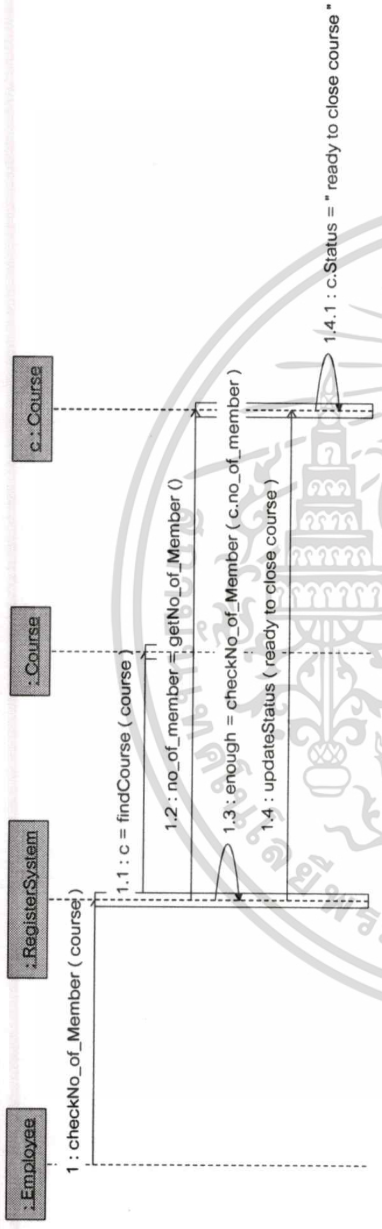 : Employee
: RegisterSystem
: Course
c : Course
1 : checkNo_of_Member ( course )
1.1 : c = findCourse ( course )
1.2 : no_of_member = getNo_of_Member ()
1.3 : enough = checkNo_of_Member ( c.no_of_member )
1.4 : updateStatus ( ready to close course )
1.4.1 : c.Status = " ready to close course "